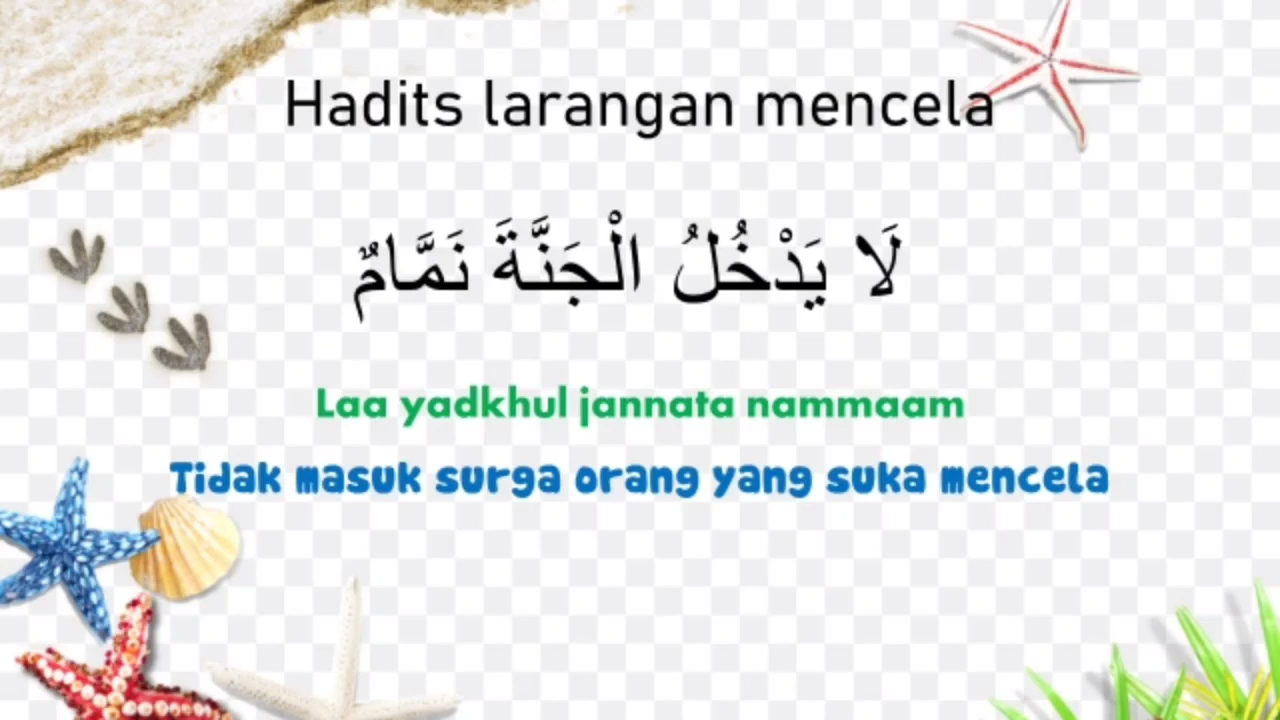 Hadits larangan mencela
لَا يَدْخُلُ الْجَنَّةَ نَمَّامٌ
Laa yadkhul jannata nammaam
Tidak masuk surga orang yang suka mencela